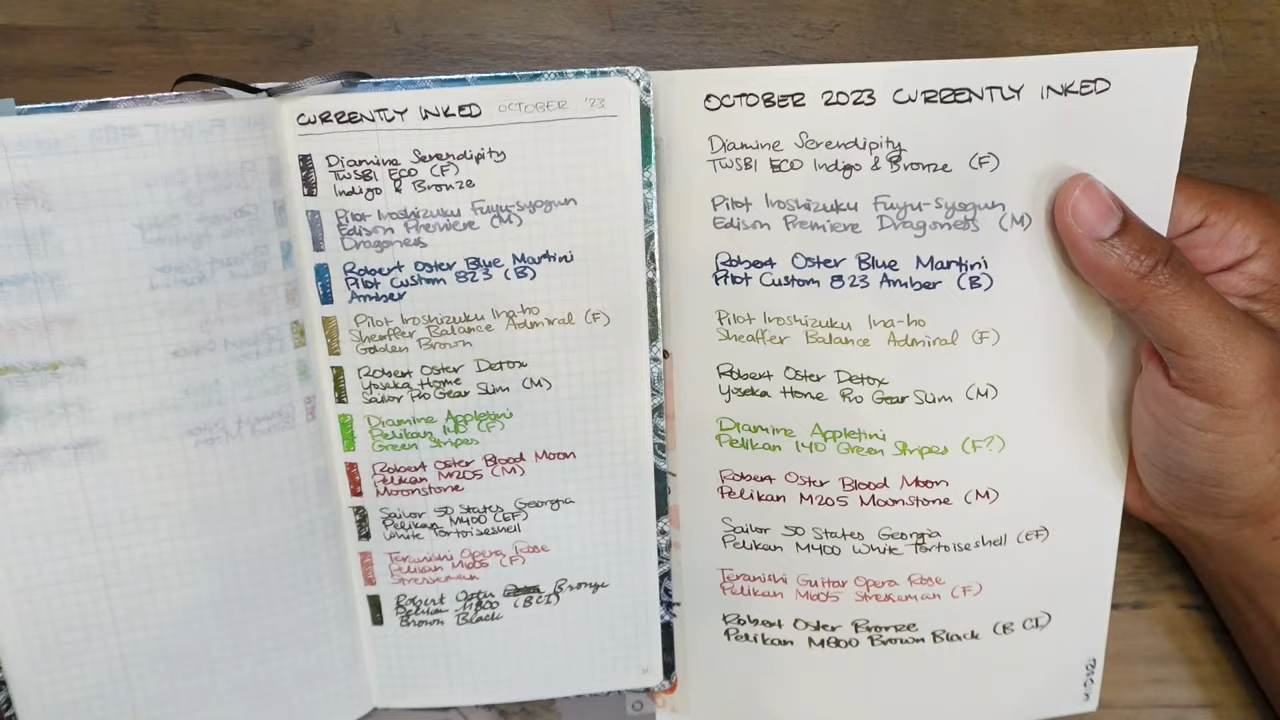 CURRENTLY INKED OCTOBER '23
Diamine Serendipity
TWSBI ECO (F)
Indigo & Bronze
Pilot Iroshizuku Fuyu-syogun
Edison Premiere (M)
Dragoness
Robert Oster Blue Martini
Pilot Custom 823 (B)
Amber
Pilot Iroshizuku Ina-ho
Sheaffer Balance Admiral (F)
Golden Brown
Robert Oster Detox
Yoseka Home
Sailor Pro Gear Slim (M)
Diamine Appletini
Pelikan 140 (F)
Green Stripes
Robert Oster Blood Moon
Pelikan M205 (M)
Moonstone
Sailor 50 States Georgia
Pelikan M400 (EF)
White Tortoiseshell
Teranishi Opera Rose
Pelikan M605 (F)
Stresseman
Robert Oster Bronze
Pelikan M800 (BCI)
Brown Black
OCTOBER 2023 CURRENTLY INKED
Diamine Serendipity
TWSBI ECO Indigo & Bronze (F)
Pilot Iroshizuku Fuyu-syogun
Edison Premiere Dragoness (M)
Robert Oster Blue Martini
Pilot Custom 823 Amber (B)
Pilot Iroshizuku Ina-ho
Sheaffer Balance Admiral (F)
Robert Oster Detox
Yoseka Home Pro Gear Slim (M)
Diamine Appletini
Pelikan 140 Green Stripes (F?)
Robert Oster Blood Moon
Pelikan M205 Moonstone (M)
Sailor 50 States Georgia
Pelikan M400 White Tortoiseshell (EF)
Teranishi Guitar Opera Rose
Pelikan M605 Stresseman (F)
Robert Oster Bronze
Pelikan M800 Brown Black (B CI)